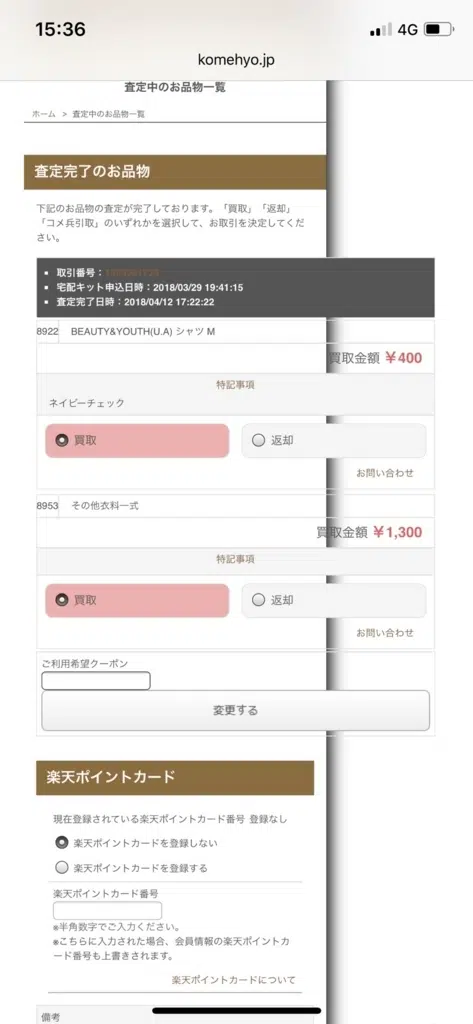 15:36
4G
komehyo.jp
査定中のお品物一覧
ホーム > 査定中のお品物一覧
査定完了のお品物
下記のお品物の査定が完了しております。「買取」「返却」
「コメ兵引取」のいずれかを選択して、お取引を決定してくだ
さい。
取引番号：
宅配キット申込日時：2018/03/29 19:41:15
査定完了日時：2018/04/12 17:22:22
8922 BEAUTY&YOUTH(U.A) シャツ M
買取金額 ¥400
特記事項
ネイビーチェック
買取 返却
お問い合わせ
8953 その他衣料一式
買取金額 ¥1,300
特記事項
買取 返却
お問い合わせ
ご利用希望クーポン
変更する
楽天ポイントカード
現在登録されている楽天ポイントカード番号 登録なし
楽天ポイントカードを登録しない
楽天ポイントカードを登録する
楽天ポイントカード番号
※半角数字でご入力ください。
※こちらに入力された場合、会員情報の楽天ポイントカ
ード番号も上書きされます。
楽天ポイントカードについて
備考